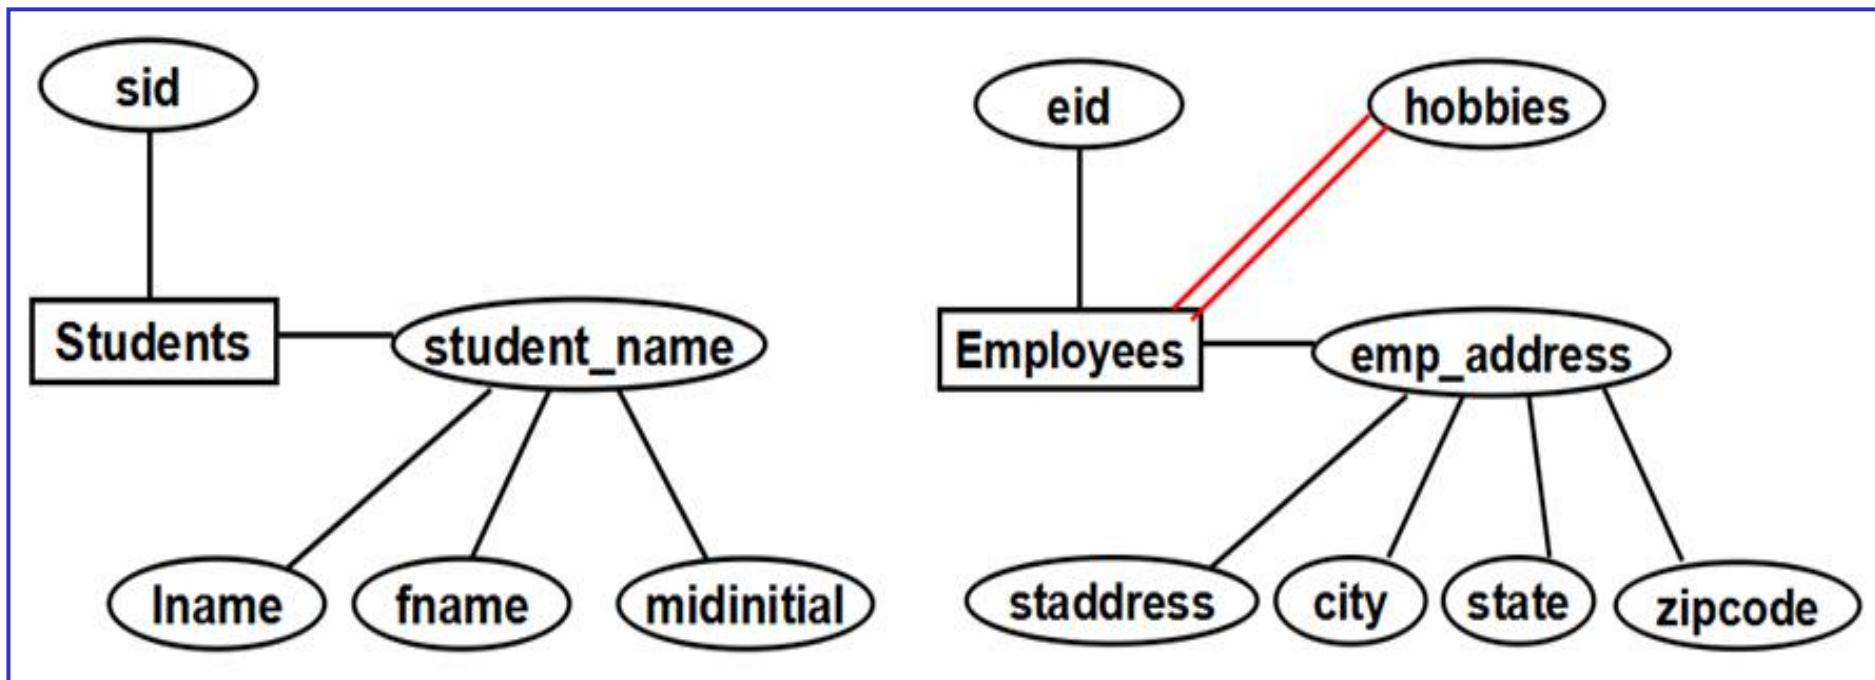 sid
Students
student_name
lname
fname
midinitial
eid
hobbies
Employees
emp_address
staddress
city
state
zipcode